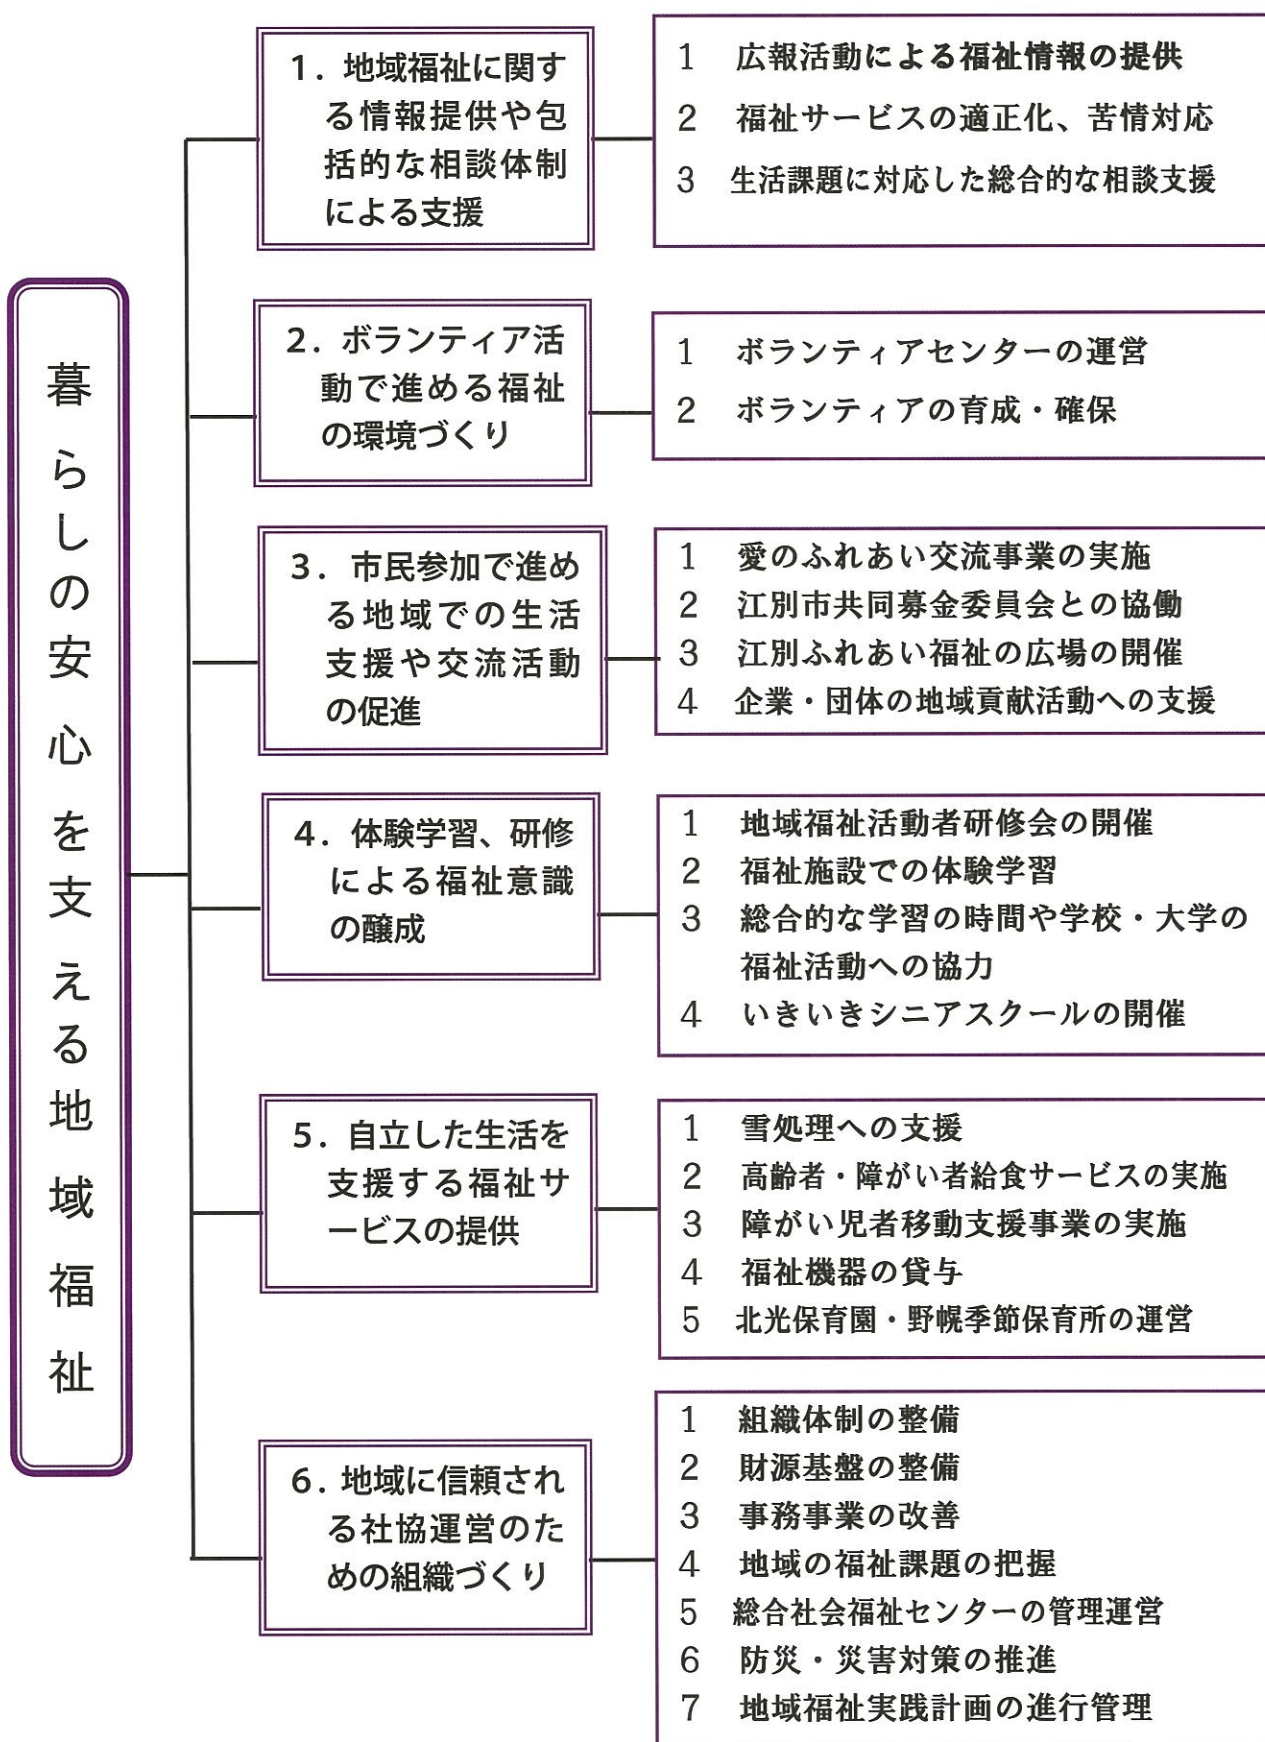 暮らしの安心を支える地域福祉
1. 地域福祉に関す
る情報提供や包
括的な相談体制
による支援
1 広報活動による福祉情報の提供
2 福祉サービスの適正化、苦情対応
3 生活課題に対応した総合的な相談支援
2. ボランティア活
動で進める福祉
の環境づくり
1 ボランティアセンターの運営
2 ボランティアの育成・確保
3. 市民参加で進め
る地域での生活
支援や交流活動
の促進
1 愛のふれあい交流事業の実施
2 江別市共同募金委員会との協働
3 江別ふれあい福祉の広場の開催
4 企業・団体の地域貢献活動への支援
4. 体験学習、研修
による福祉意識
の醸成
1 地域福祉活動者研修会の開催
2 福祉施設での体験学習
3 総合的な学習の時間や学校・大学の
福祉活動への協力
4 いきいきシニアスクールの開催
5. 自立した生活を
支援する福祉サ
ービスの提供
1 雪処理への支援
2 高齢者・障がい者給食サービスの実施
3 障がい児者移動支援事業の実施
4 福祉機器の貸与
5 北光保育園・野幌季節保育所の運営
6. 地域に信頼され
る社協運営のた
めの組織づくり
1 組織体制の整備
2 財源基盤の整備
3 事務事業の改善
4 地域の福祉課題の把握
5 総合社会福祉センターの管理運営
6 防災・災害対策の推進
7 地域福祉実践計画の進行管理